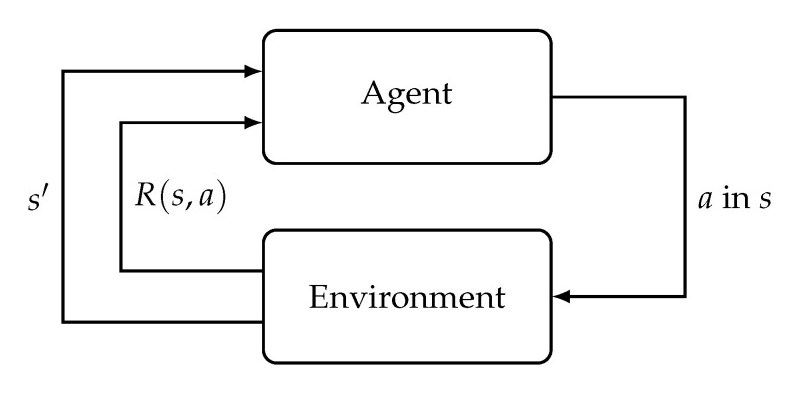 Agent
s′
R(s, a)
a in s
Environment